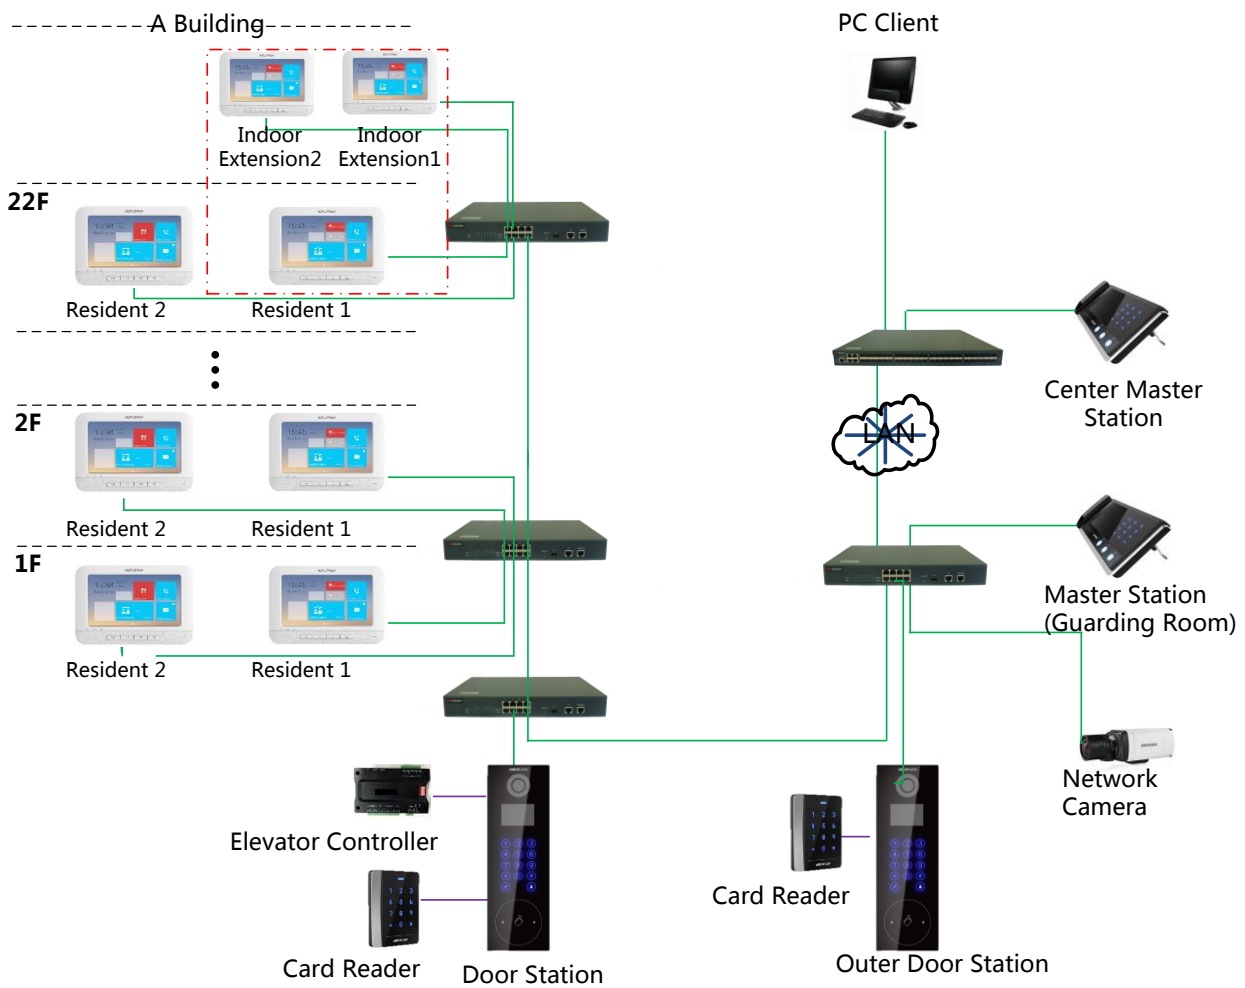 A Building
PC Client
Indoor
Extension2
Indoor
Extension1
22F
Resident 2
Resident 1
Center Master
Station
2F
LAN
Resident 2
Resident 1
1F
Master Station
(Guarding Room)
Resident 2
Resident 1
Network
Camera
Elevator Controller
Card Reader
Card Reader
Door Station
Outer Door Station